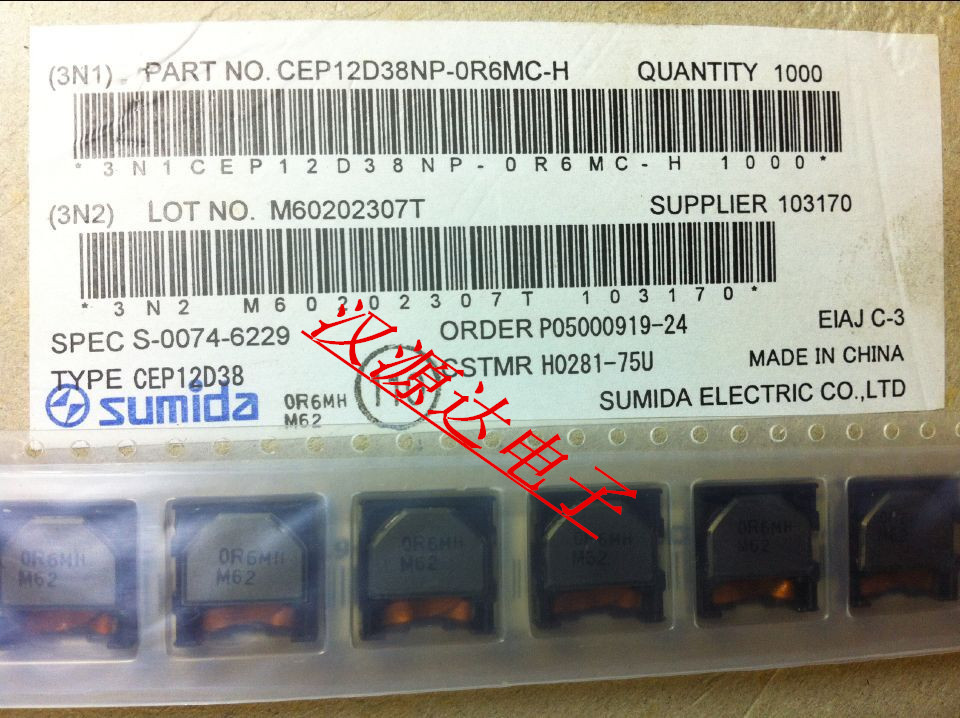 (3N1) PART NO. CEP12D38NP-0R6MC-H QUANTITY 1000
*3N1CEP12D38NP-0R6MC-H 1000*
(3N2) LOT NO. M60202307T SUPPLIER 103170
*3N2 M60202307T 103170*
SPEC S-0074-6229 ORDER P05000919-24 EIAJ C-3
TYPE CEP12D38 CSTMR H0281-75U MADE IN CHINA
sumida 0R6MH SUMIDA ELECTRIC CO.,LTD
M62
汉源达电子
0R6MH
M62
0R6MH
M62
0R6MH
M62
0R6MH
M62
0R6MH
M62